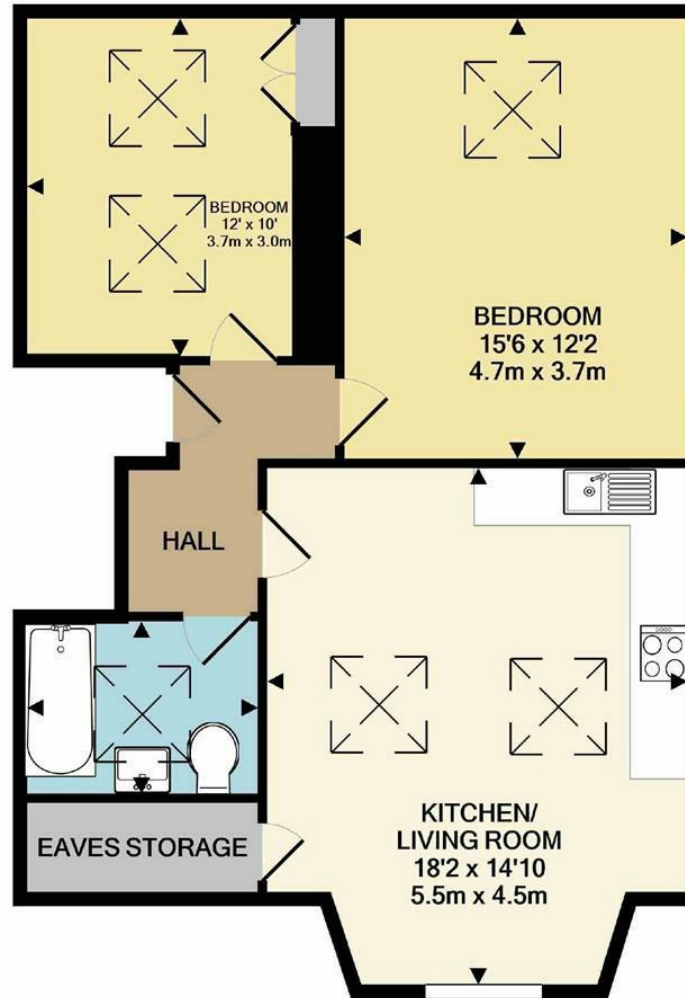 BEDROOM
12' x 10'
3.7m x 3.0m
BEDROOM
15'6 x 12'2
4.7m x 3.7m
HALL
EAVES STORAGE
KITCHEN/
LIVING ROOM
18'2 x 14'10
5.5m x 4.5m